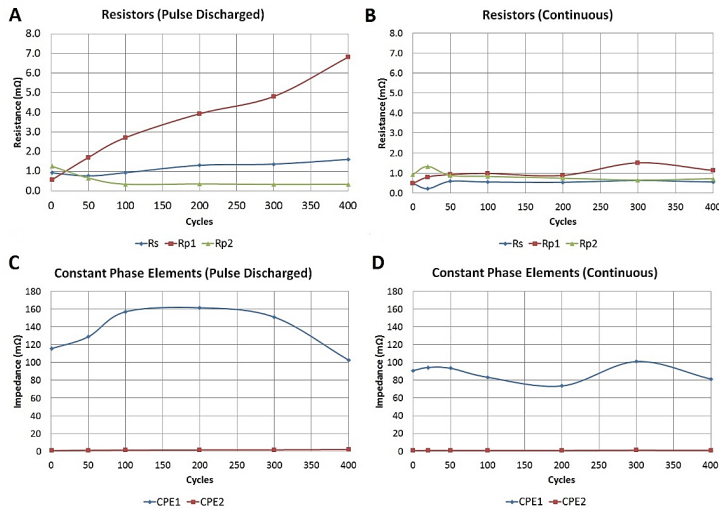 A
Resistors (Pulse Discharged)
Resistance (mΩ)
8.0
7.0
6.0
5.0
4.0
3.0
2.0
1.0
0.0
0 50 100 150 200 250 300 350 400
Cycles
Rs Rp1 Rp2
B
Resistors (Continuous)
Resistance (mΩ)
8.0
7.0
6.0
5.0
4.0
3.0
2.0
1.0
0.0
0 50 100 150 200 250 300 350 400
Cycles
Rs Rp1 Rp2
C
Constant Phase Elements (Pulse Discharged)
Impedance (mΩ)
180
160
140
120
100
80
60
40
20
0
0 50 100 150 200 250 300 350 400
Cycles
CPE1 CPE2
D
Constant Phase Elements (Continuous)
Impedance (mΩ)
180
160
140
120
100
80
60
40
20
0
0 50 100 150 200 250 300 350 400
Cycles
CPE1 CPE2